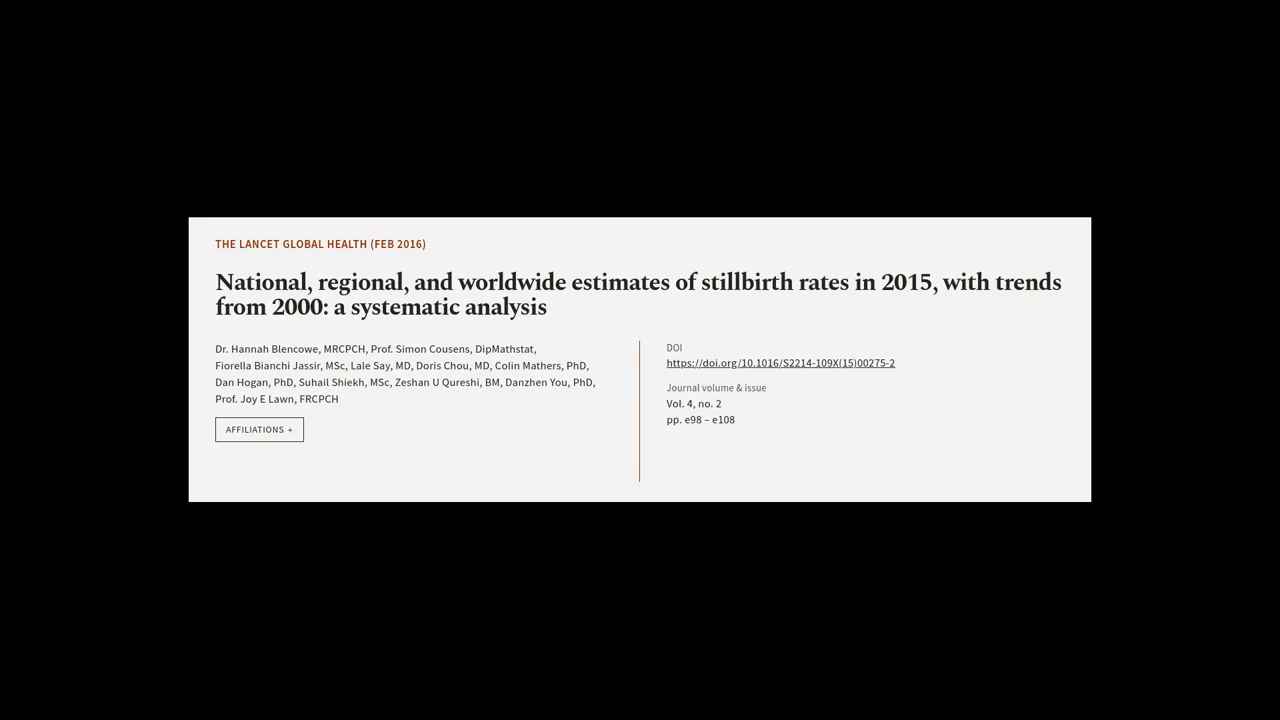 THE LANCET GLOBAL HEALTH (FEB 2016)
National, regional, and worldwide estimates of stillbirth rates in 2015, with trends
from 2000: a systematic analysis
Dr. Hannah Blencowe, MRCPCH, Prof. Simon Cousens, DipMathstat,
Fiorella Bianchi Jassir, MSc, Lale Say, MD, Doris Chou, MD, Colin Mathers, PhD,
Dan Hogan, PhD, Suhail Shiekh, MSc, Zeshan U Qureshi, BM, Danzhen You, PhD,
Prof. Joy E Lawn, FRCPCH
AFFILIATIONS +
DOI
https://doi.org/10.1016/S2214-109X(15)00275-2
Journal volume & issue
Vol. 4, no. 2
pp. e98 – e108